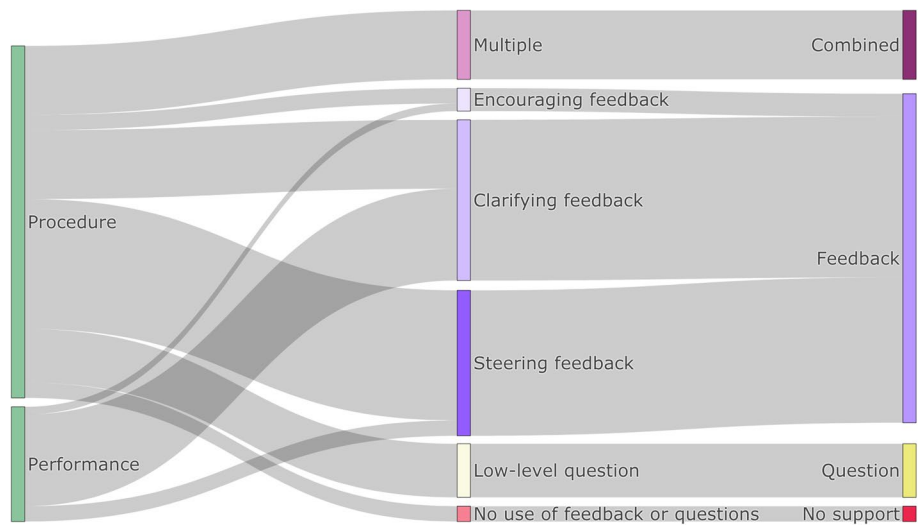 Procedure
Performance
Multiple
Encouraging feedback
Clarifying feedback
Steering feedback
Low-level question
No use of feedback or questions
Combined
Feedback
Question
No support